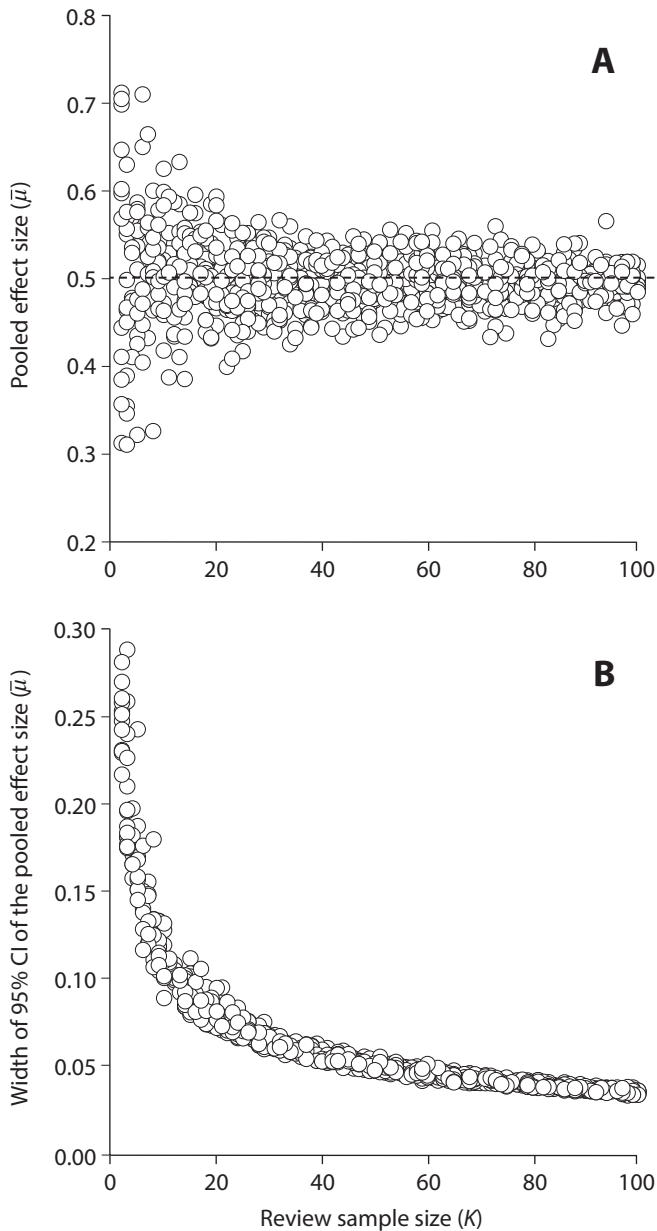 0.8
A
0.7
0.6
0.5
0.4
0.3
0.2
0 20 40 60 80 100
Pooled effect size (μ̄)
0.30
B
0.25
0.20
0.15
0.10
0.05
0.00
0 20 40 60 80 100
Width of 95% CI of the pooled effect size (μ̄)
Review sample size (K)